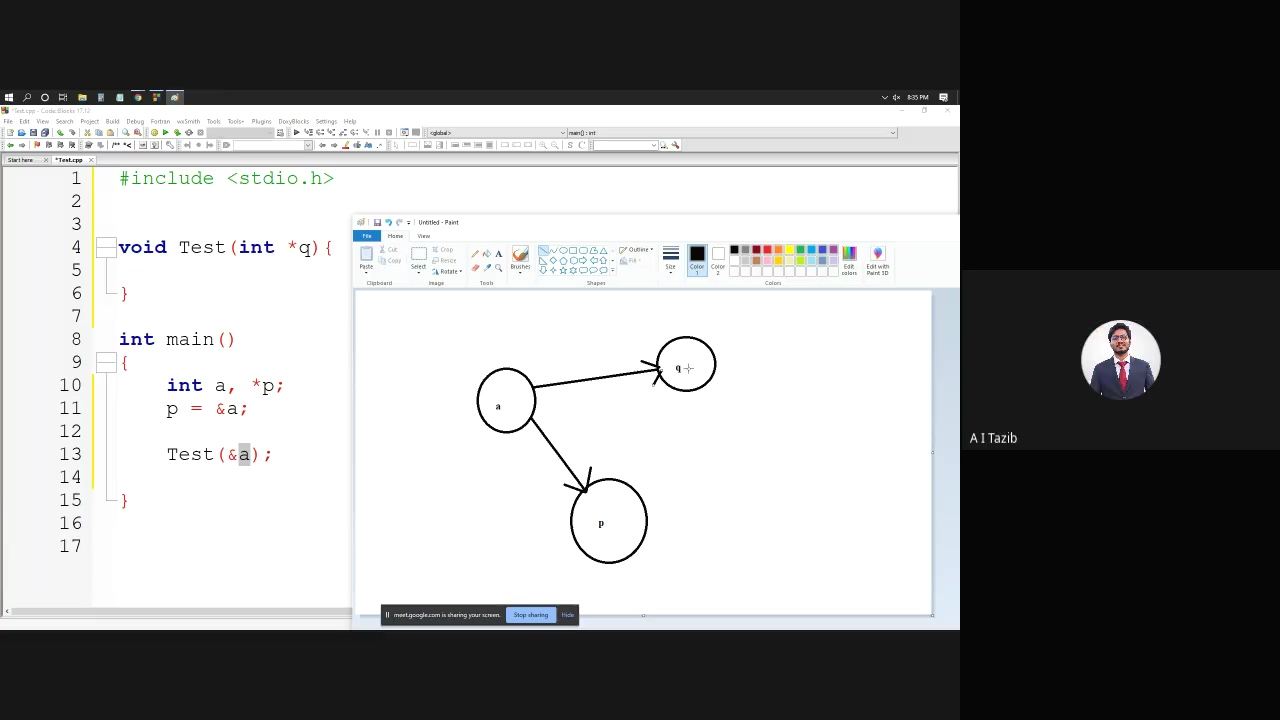 8:35 PM
*Test.cpp - Code::Blocks 17.12
File Edit View Search Project Build Debug Fortran wxSmith Tools Tools+ Plugins DoxyBlocks Settings Help
<global> main() : int
Start here *Test.cpp
1 #include <stdio.h>
2
3
4 void Test(int *q){
5
6 }
7
8 int main()
9 {
10 int a, *p;
11 p = &a;
12
13 Test(&a);
14
15 }
16
17
Untitled - Paint
File Home View
Paste Cut Copy Select Crop Resize Rotate Brushes Outline Fill Size Color 1 Color 2 Edit colors Edit with Paint 3D
Clipboard Image Tools Shapes Colors
q
a
p
meet.google.com is sharing your screen. Stop sharing Hide
A I Tazib